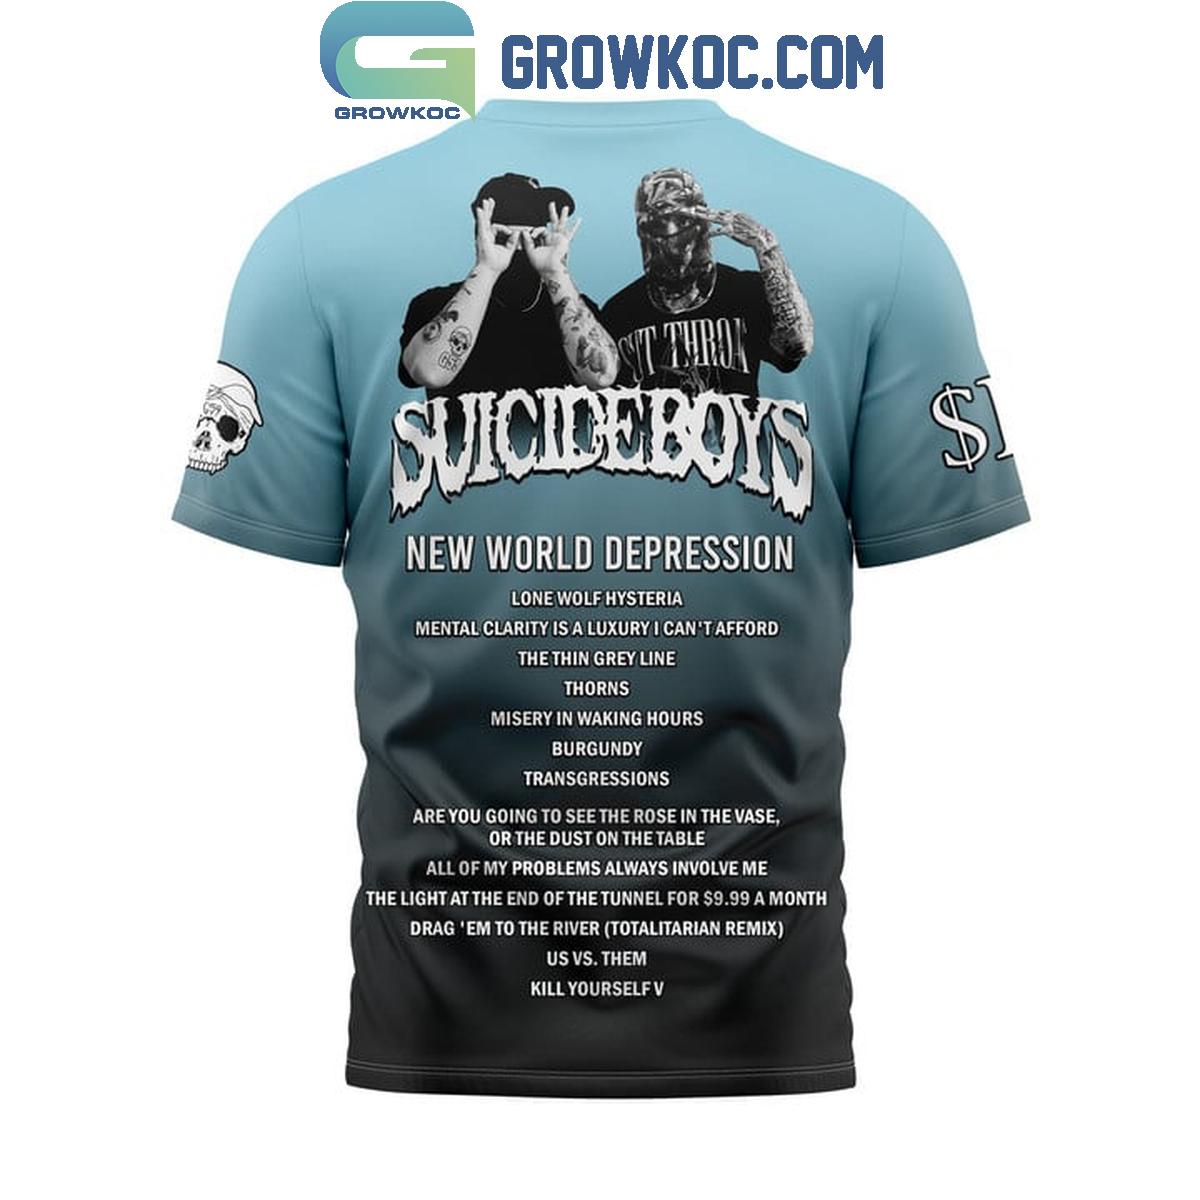 GROWKOC
GROWKOC.COM
G59
CUT THROAT
SUICIDEBOYS
NEW WORLD DEPRESSION
LONE WOLF HYSTERIA
MENTAL CLARITY IS A LUXURY I CAN'T AFFORD
THE THIN GREY LINE
THORNS
MISERY IN WAKING HOURS
BURGUNDY
TRANSGRESSIONS
ARE YOU GOING TO SEE THE ROSE IN THE VASE,
OR THE DUST ON THE TABLE
ALL OF MY PROBLEMS ALWAYS INVOLVE ME
THE LIGHT AT THE END OF THE TUNNEL FOR $9.99 A MONTH
DRAG 'EM TO THE RIVER (TOTALITARIAN REMIX)
US VS. THEM
KILL YOURSELF V